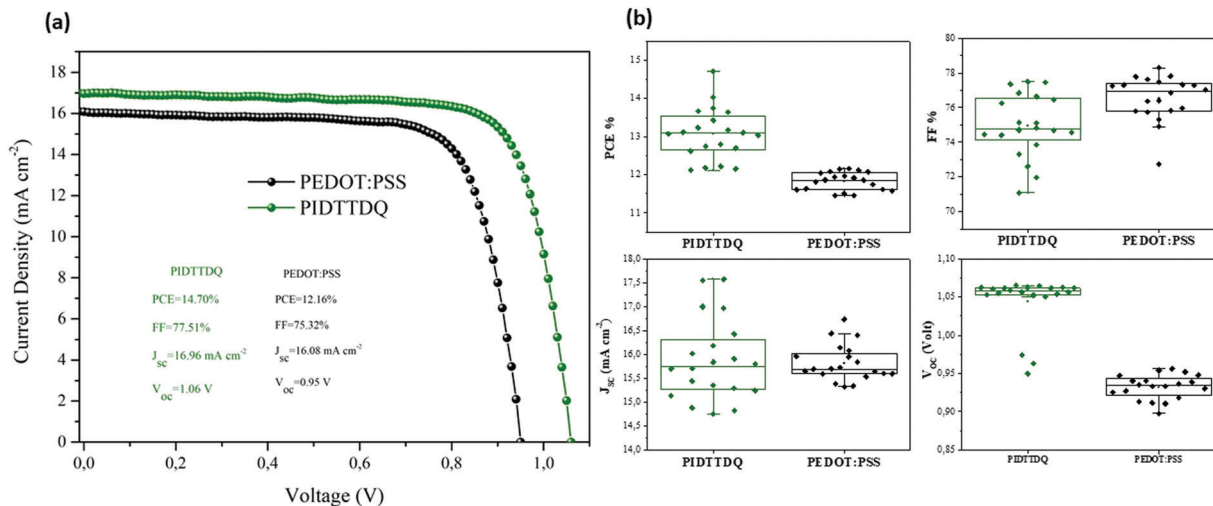 (a)
18
16
14
12
10
8
6
4
2
0
Current Density (mA cm-2)
PEDOT:PSS
PIDTTDQ
PIDTTDQ
PCE=14.70%
FF=77.51%
Jsc=16.96 mA cm-2
Voc=1.06 V
PEDOT:PSS
PCE=12.16%
FF=75.32%
Jsc=16.08 mA cm-2
Voc=0.95 V
0,0 0,2 0,4 0,6 0,8 1,0
Voltage (V)
(b)
15
14
13
12
11
PCE %
PIDTTDQ PEDOT:PSS
80
78
76
74
72
70
FF %
PIDTTDQ PEDOT:PSS
18,0
17,5
17,0
16,5
16,0
15,5
15,0
14,5
14,0
JSC (mA cm-2)
PIDTTDQ PEDOT:PSS
1,10
1,05
1,00
0,95
0,90
0,85
VOC (Volt)
PIDTTDQ PEDOT:PSS